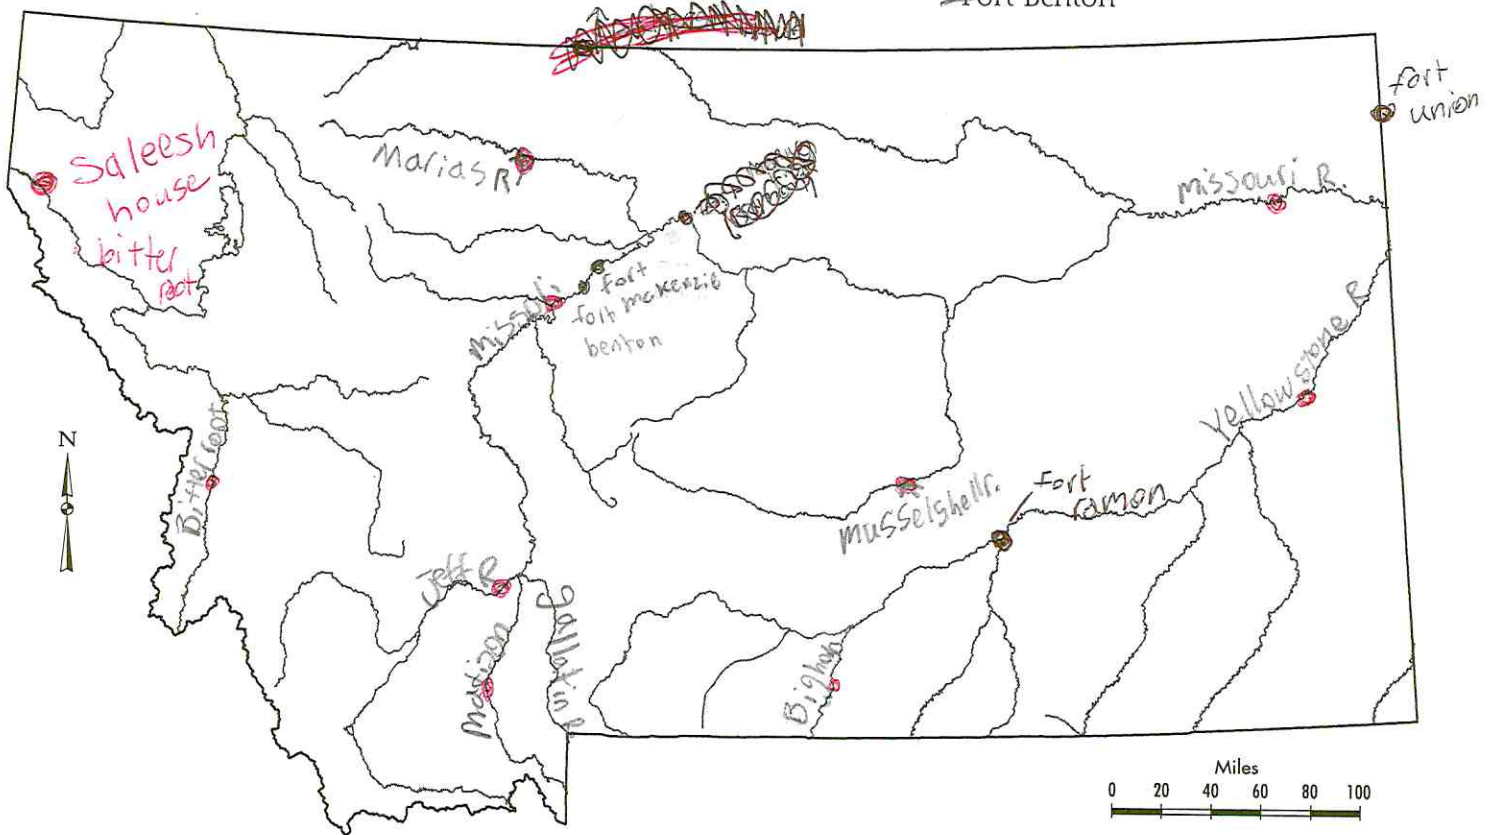 Fort Benton
fort
union
Saleesh
house
bitter
Root
Marias R
missouri R.
missouri
fort
fort mckenzie
benton
Yellowstone R
Bitterroot
N
Musselshell r.
Fort
ramon
Jeff R
Madison
gallatin R
Bighorn
Miles
0 20 40 60 80 100